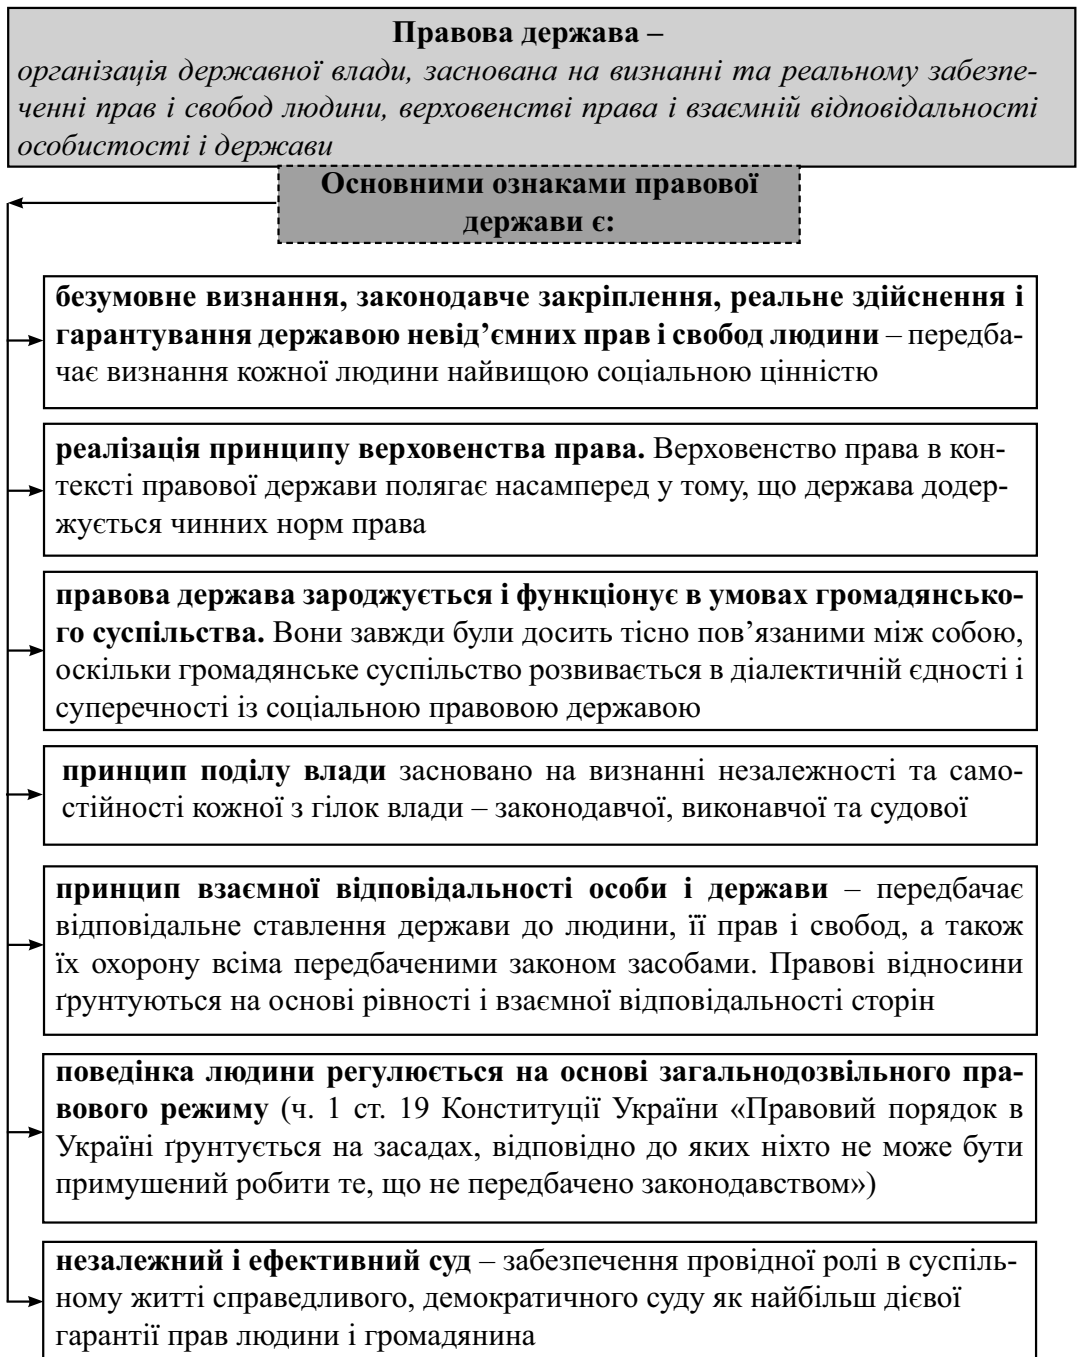 Правова держава –
організація державної влади, заснована на визнанні та реальному забезпе-
ченні прав і свобод людини, верховенстві права і взаємній відповідальності
особистості і держави
Основними ознаками правової
держави є:
безумовне визнання, законодавче закріплення, реальне здійснення і
гарантування державою невід’ємних прав і свобод людини – передба-
чає визнання кожної людини найвищою соціальною цінністю
реалізація принципу верховенства права. Верховенство права в кон-
тексті правової держави полягає насамперед у тому, що держава додер-
жується чинних норм права
правова держава зароджується і функціонує в умовах громадянсько-
го суспільства. Вони завжди були досить тісно пов’язаними між собою,
оскільки громадянське суспільство розвивається в діалектичній єдності і
суперечності із соціальною правовою державою
принцип поділу влади засновано на визнанні незалежності та само-
стійності кожної з гілок влади – законодавчої, виконавчої та судової
принцип взаємної відповідальності особи і держави – передбачає
відповідальне ставлення держави до людини, її прав і свобод, а також
їх охорону всіма передбаченими законом засобами. Правові відносини
ґрунтуються на основі рівності і взаємної відповідальності сторін
поведінка людини регулюється на основі загальнодозвільного пра-
вового режиму (ч. 1 ст. 19 Конституції України «Правовий порядок в
Україні ґрунтується на засадах, відповідно до яких ніхто не може бути
примушений робити те, що не передбачено законодавством»)
незалежний і ефективний суд – забезпечення провідної ролі в суспіль-
ному житті справедливого, демократичного суду як найбільш дієвої
гарантії прав людини і громадянина